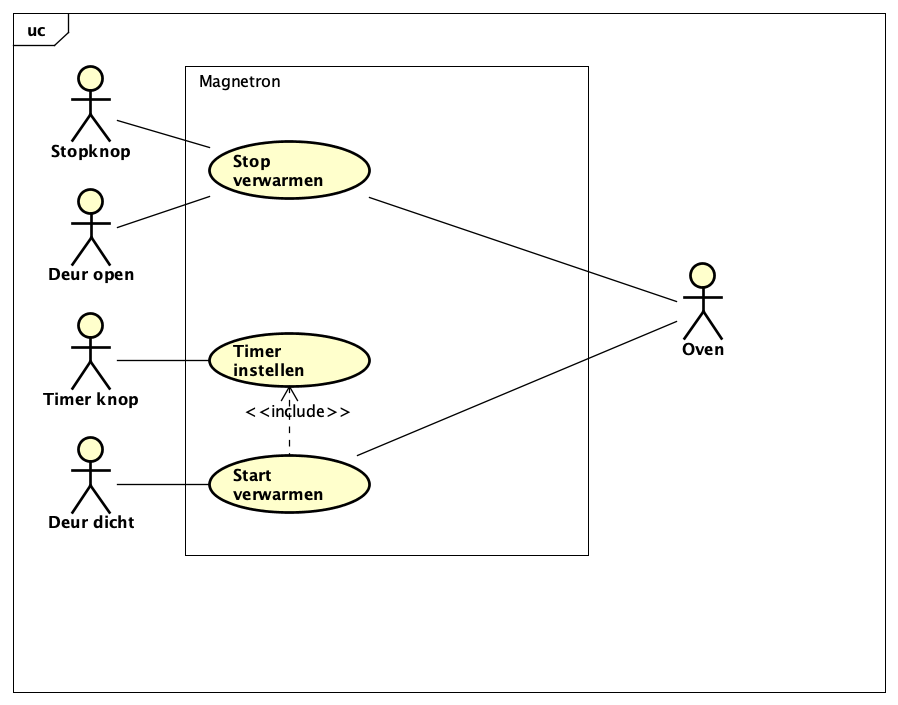 uc
Magnetron
Stopknop
Stop
verwarmen
Deur open
Oven
Timer
instellen
Timer knop
<<include>>
Start
verwarmen
Deur dicht